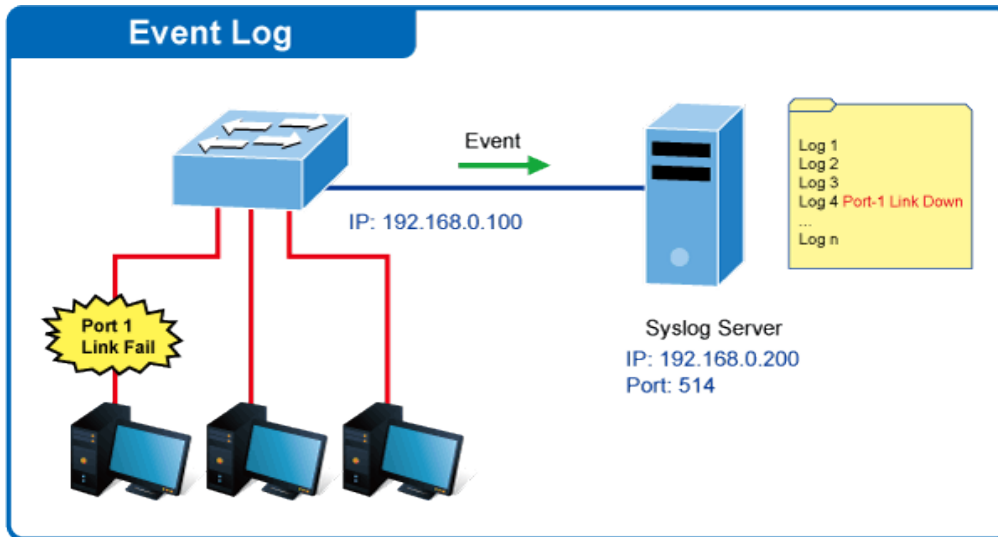 Event Log
Event
IP: 192.168.0.100
Port 1
Link Fail
Log 1
Log 2
Log 3
Log 4 Port-1 Link Down
...
Log n
Syslog Server
IP: 192.168.0.200
Port: 514